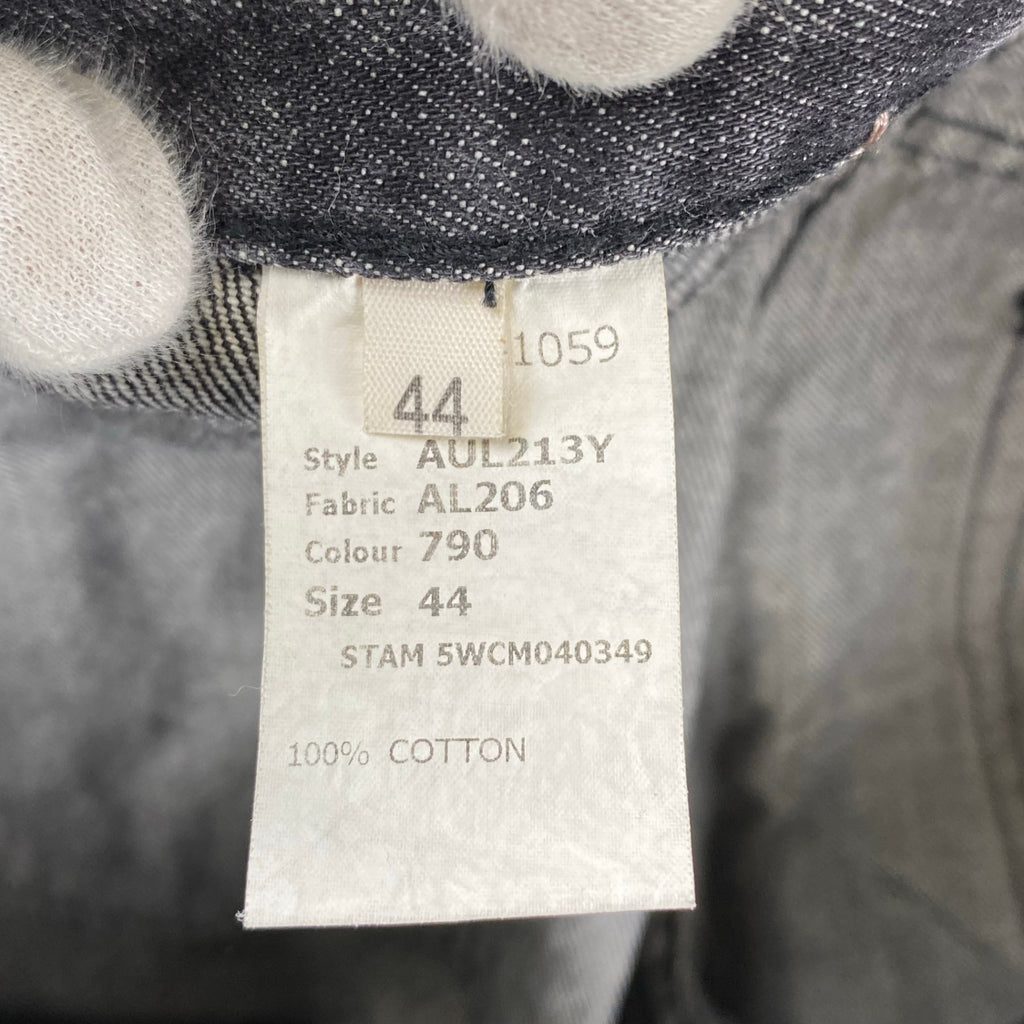 1059
44
Style AUL213Y
Fabric AL206
Colour 790
Size 44
STAM 5WCM040349
100% COTTON